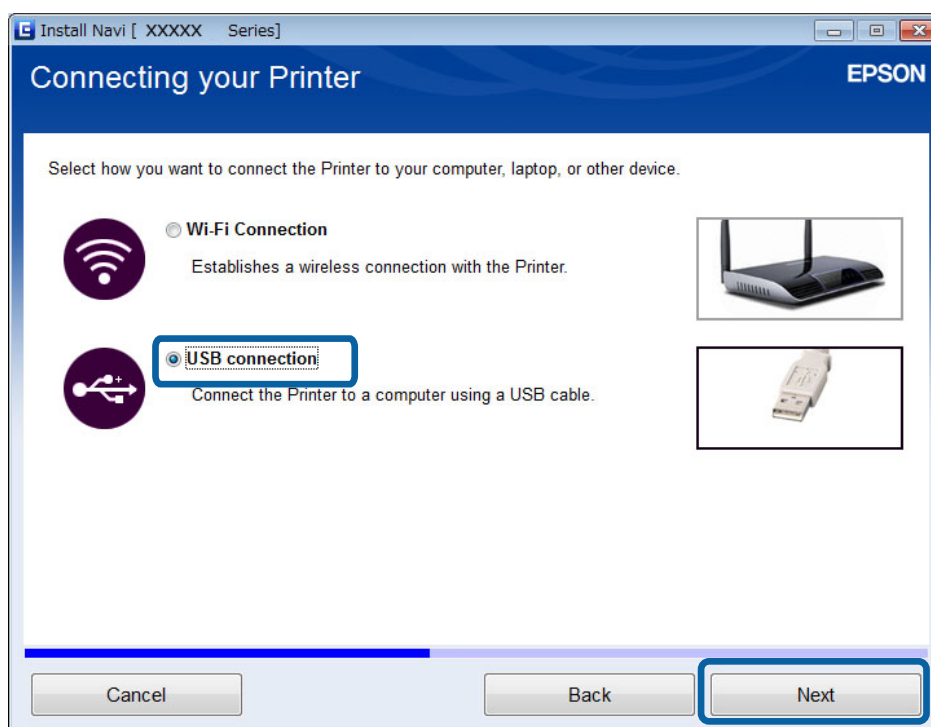 Install Navi [ XXXXX Series]
Connecting your Printer
EPSON
Select how you want to connect the Printer to your computer, laptop, or other device.
Wi-Fi Connection
Establishes a wireless connection with the Printer.
USB connection
Connect the Printer to a computer using a USB cable.
Cancel
Back
Next